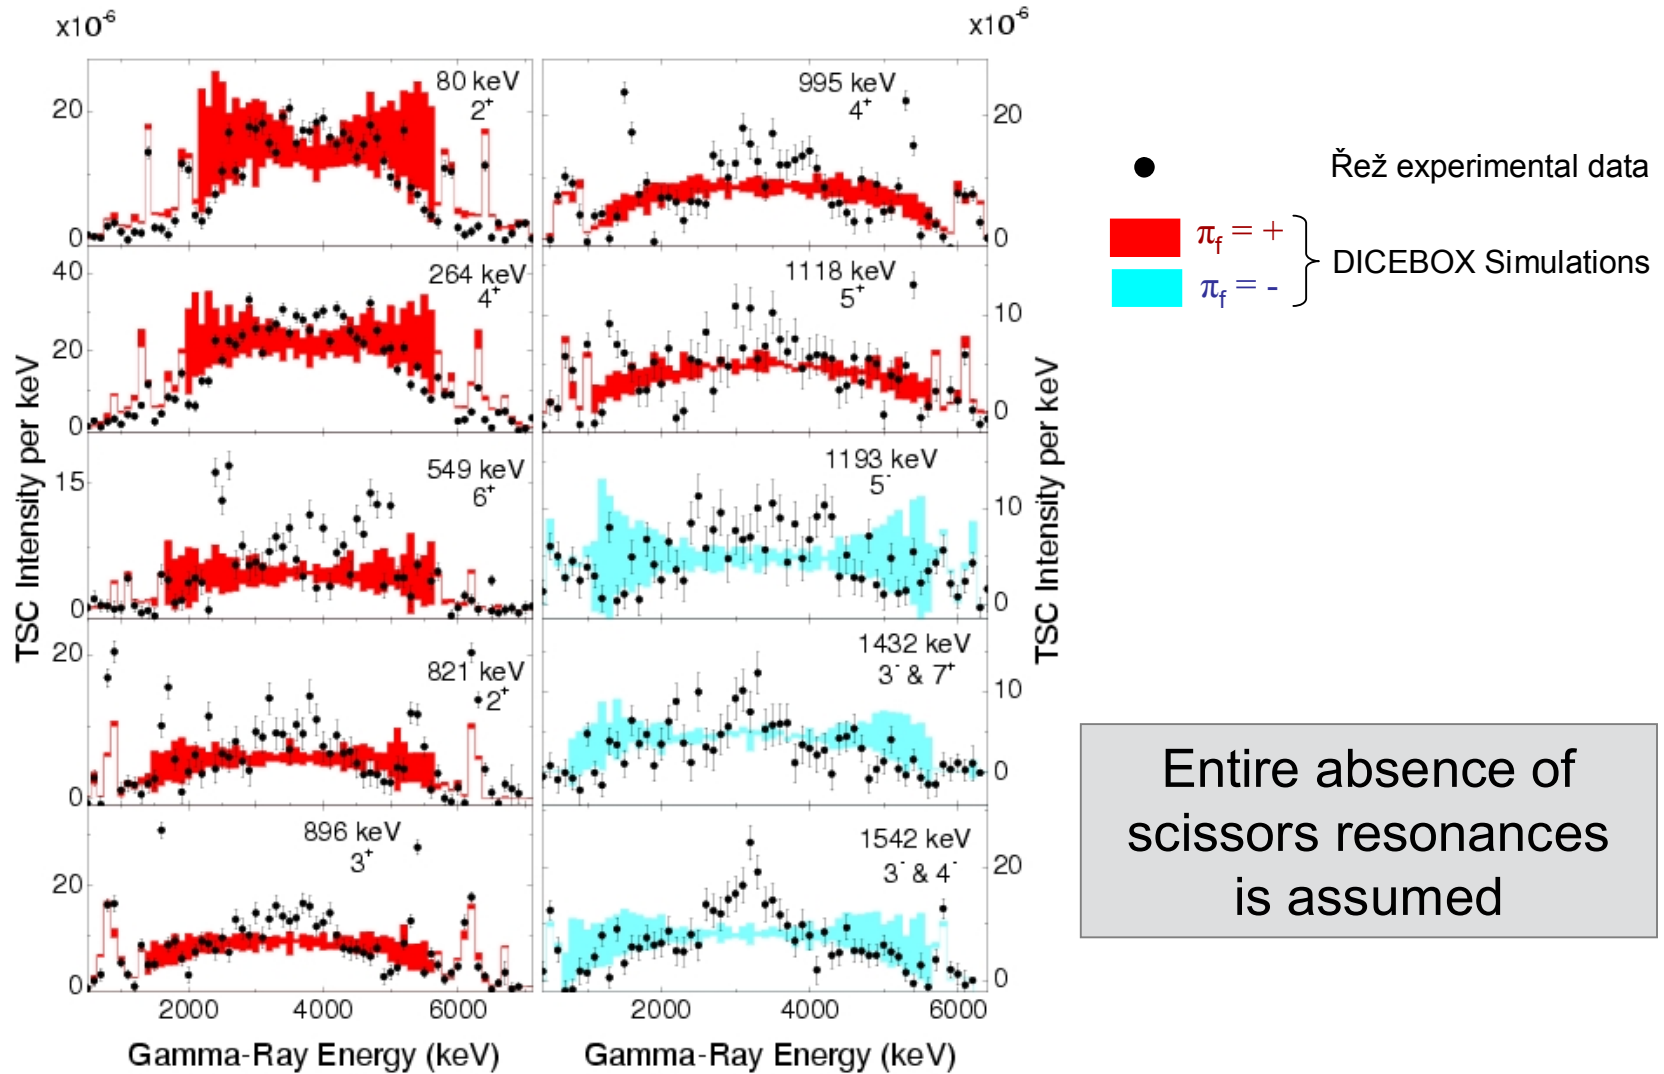 x10⁻⁶
x10⁻⁶
80 keV
2⁺
20
0
995 keV
4⁺
20
0
264 keV
4⁺
40
20
0
1118 keV
5⁺
10
0
549 keV
6⁺
15
0
1193 keV
5⁻
10
0
821 keV
2⁺
20
0
1432 keV
3⁻ & 7⁺
10
0
896 keV
3⁺
20
0
1542 keV
3⁻ & 4⁻
20
0
2000 4000 6000
2000 4000 6000
Gamma-Ray Energy (keV)
Gamma-Ray Energy (keV)
TSC Intensity per keV
TSC Intensity per keV
Řež experimental data
πf = +
πf = -
DICEBOX Simulations
Entire absence of
scissors resonances
is assumed